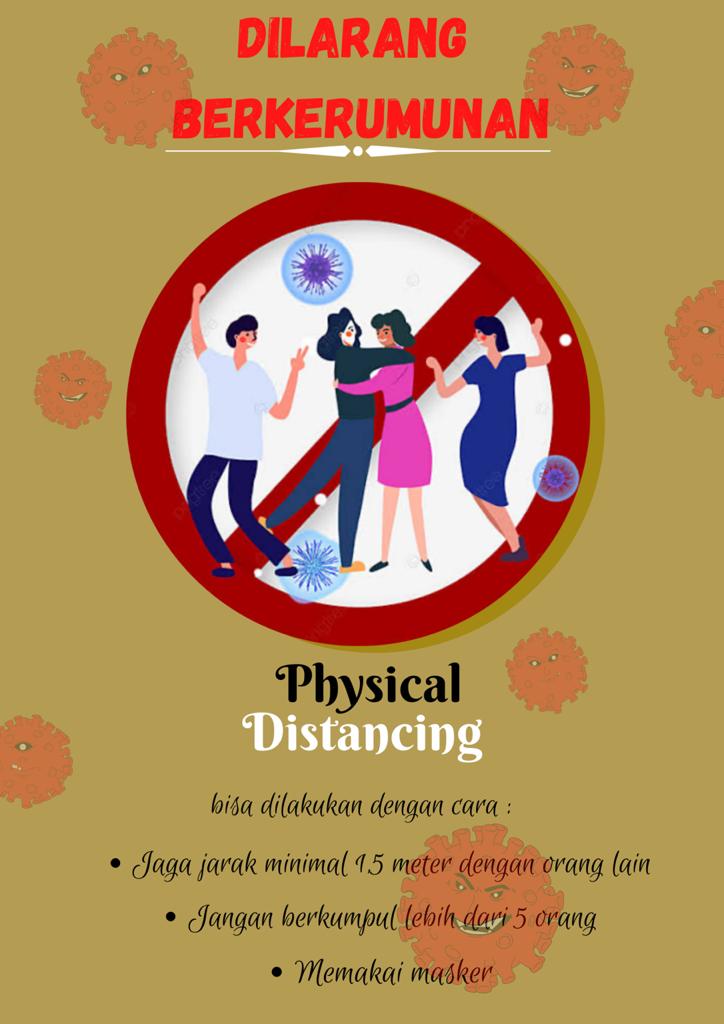 DILARANG
BERKERUMUNAN
Physical
Distancing
bisa dilakukan dengan cara :
• Jaga jarak minimal 1.5 meter dengan orang lain
• Jangan berkumpul lebih dari 5 orang
• Memakai masker